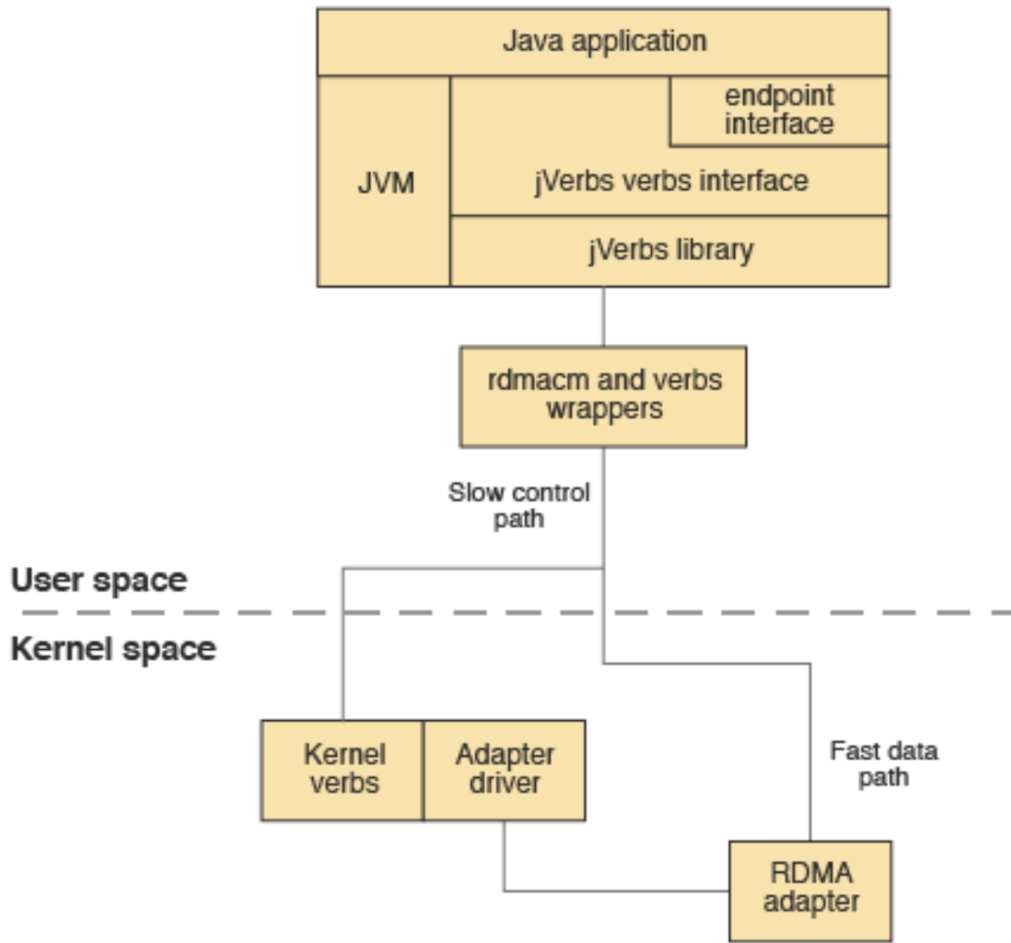 Java application
endpoint
interface
JVM
jVerbs verbs interface
jVerbs library
rdmacm and verbs
wrappers
Slow control
path
User space
Kernel space
Kernel
verbs
Adapter
driver
Fast data
path
RDMA
adapter